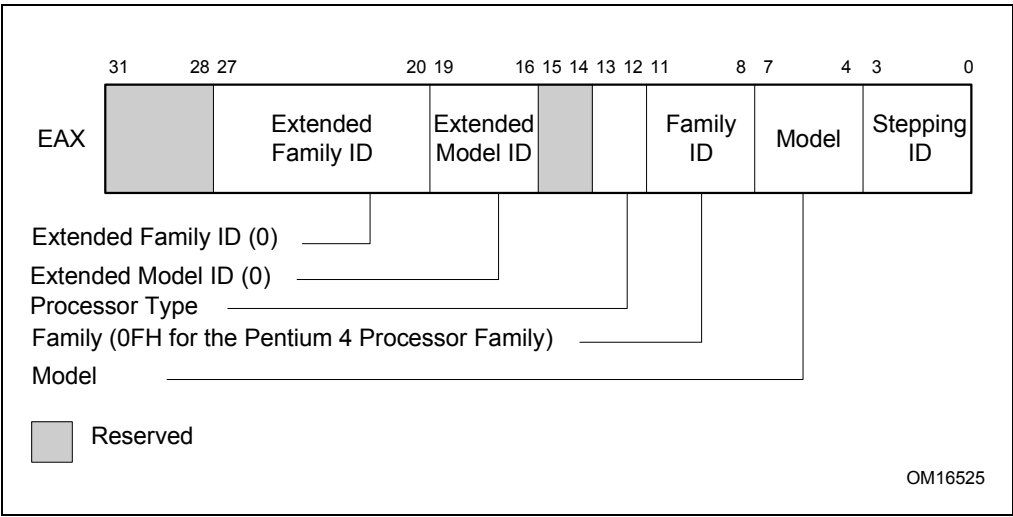 31 28 27 20 19 16 15 14 13 12 11 8 7 4 3 0
EAX
Extended Family ID
Extended Model ID
Family ID
Model
Stepping ID
Extended Family ID (0)
Extended Model ID (0)
Processor Type
Family (0FH for the Pentium 4 Processor Family)
Model
Reserved
OM16525